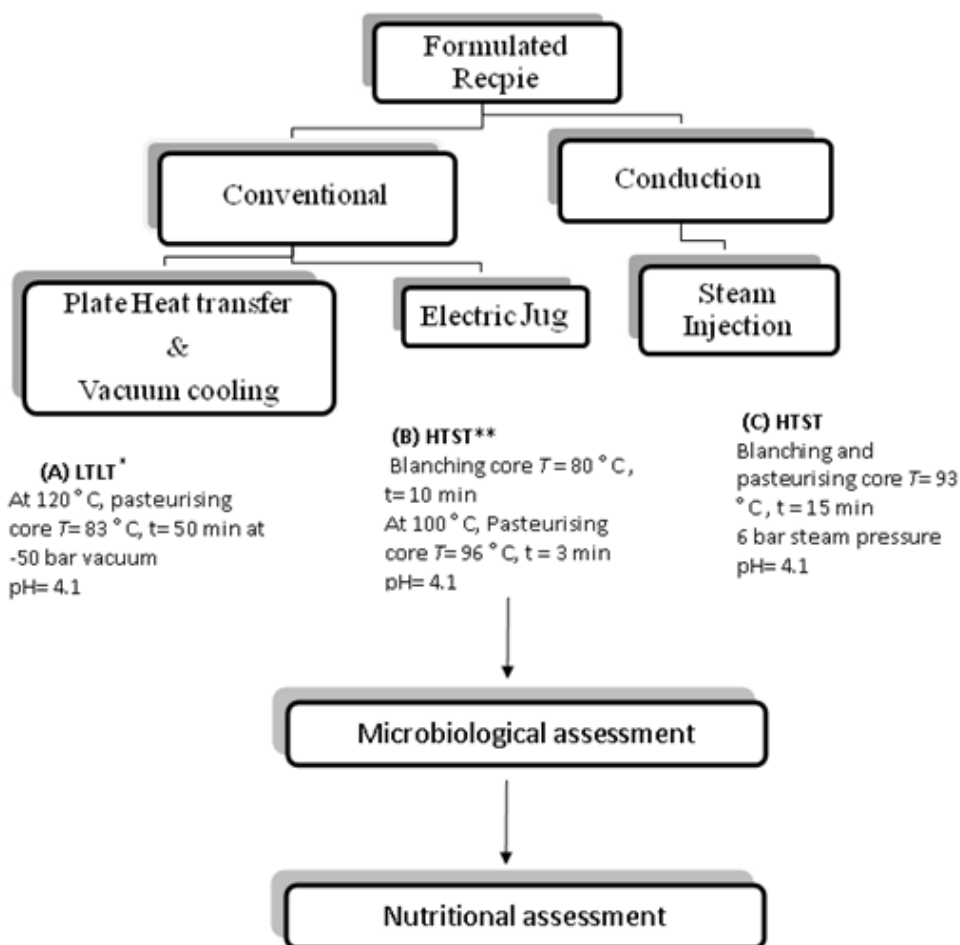 Formulated
Recpie
Conventional
Conduction
Plate Heat transfer
&
Vacuum cooling
Electric Jug
Steam
Injection
(A) LTLT*
At 120°C, pasteurising
core T= 83°C, t= 50 min at
-50 bar vacuum
pH= 4.1
(B) HTST**
Blanching core T= 80°C,
t= 10 min
At 100°C, Pasteurising
core T= 96°C, t = 3 min
pH= 4.1
(C) HTST
Blanching and
pasteurising core T= 93
°C, t = 15 min
6 bar steam pressure
pH= 4.1
Microbiological assessment
Nutritional assessment